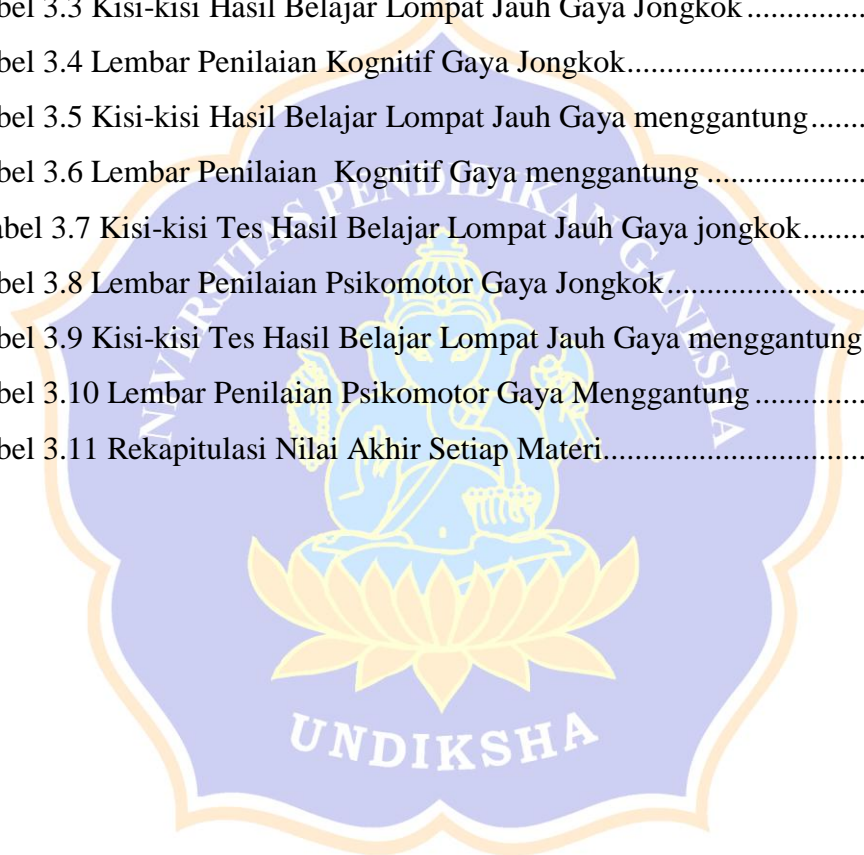 bel 3.3 Kisi-kisi Hasil Belajar Lompat Jauh Gaya Jongkok................
bel 3.4 Lembar Penilaian Kognitif Gaya Jongkok.................................
bel 3.5 Kisi-kisi Hasil Belajar Lompat Jauh Gaya menggantung.......
bel 3.6 Lembar Penilaian  Kognitif Gaya menggantung ......................
abel 3.7 Kisi-kisi Tes Hasil Belajar Lompat Jauh Gaya jongkok........
bel 3.8 Lembar Penilaian Psikomotor Gaya Jongkok...........................
bel 3.9 Kisi-kisi Tes Hasil Belajar Lompat Jauh Gaya menggantung
bel 3.10 Lembar Penilaian Psikomotor Gaya Menggantung ...............
bel 3.11 Rekapitulasi Nilai Akhir Setiap Materi...................................
NIVERSITAS PENDIDIKAN GANESHA
UNDIKSHA